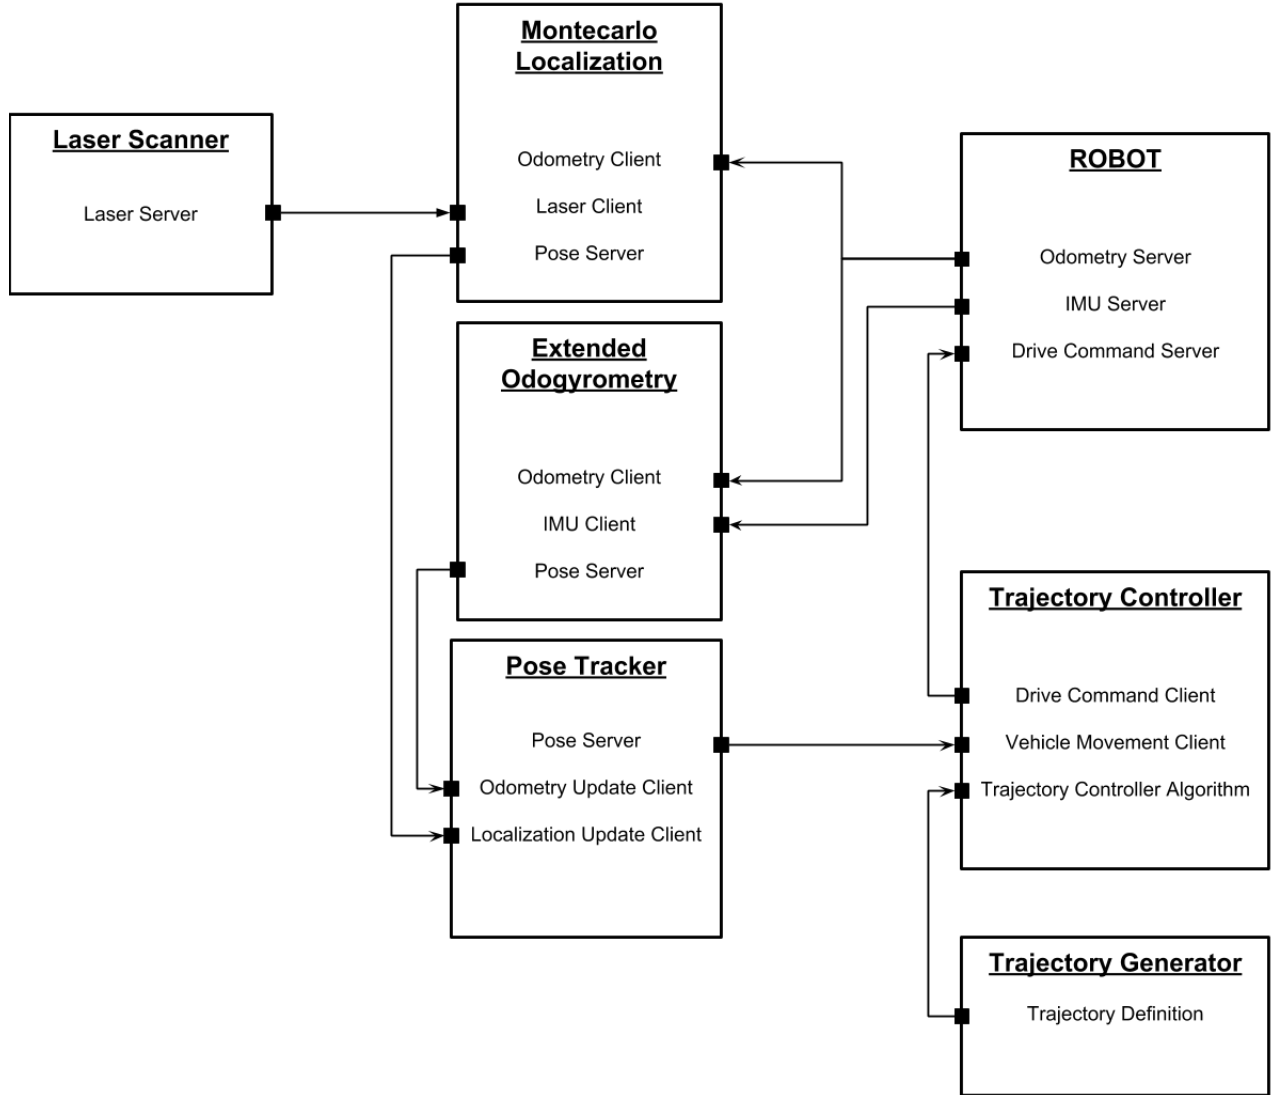 Montecarlo
Localization
Odometry Client
Laser Client
Pose Server
Laser Scanner
Laser Server
ROBOT
Odometry Server
IMU Server
Drive Command Server
Extended
Odogyrometry
Odometry Client
IMU Client
Pose Server
Pose Tracker
Pose Server
Odometry Update Client
Localization Update Client
Trajectory Controller
Drive Command Client
Vehicle Movement Client
Trajectory Controller Algorithm
Trajectory Generator
Trajectory Definition